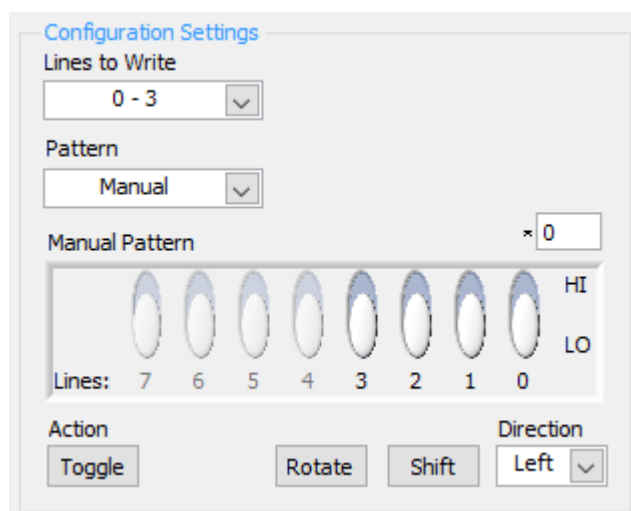 Configuration Settings
Lines to Write
0 - 3
Pattern
Manual
Manual Pattern
0
HI
LO
Lines: 7 6 5 4 3 2 1 0
Action
Direction
Toggle Rotate Shift Left